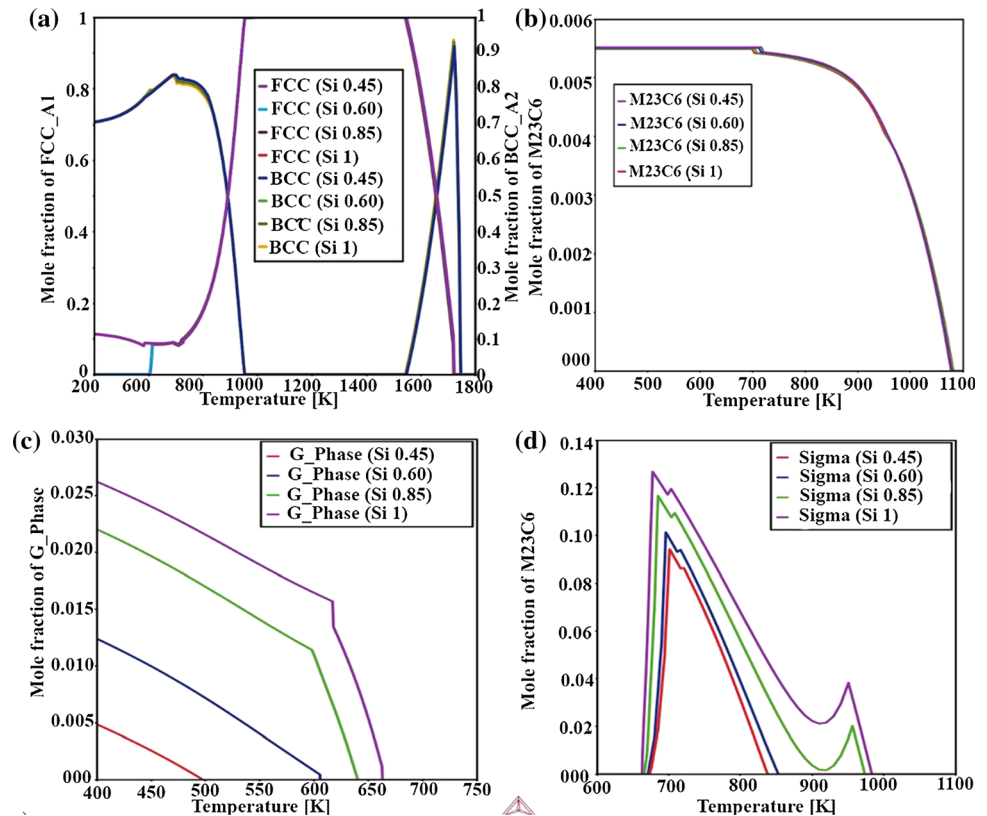 (a)
1
0.8
0.6
0.4
0.2
0
Mole fraction of FCC_A1
FCC (Si 0.45)
FCC (Si 0.60)
FCC (Si 0.85)
FCC (Si 1)
BCC (Si 0.45)
BCC (Si 0.60)
BCC (Si 0.85)
BCC (Si 1)
1
0.9
0.8
0.7
0.6
0.5
0.4
0.3
0.2
0.1
0
Mole fraction of BCC_A2
200 600 800 1000 1200 1400 1600 1800
Temperature [K]
(b)
0.006
0.005
0.004
0.003
0.002
0.001
000
Mole fraction of M23C6
M23C6 (Si 0.45)
M23C6 (Si 0.60)
M23C6 (Si 0.85)
M23C6 (Si 1)
400 500 600 700 800 900 1000 1100
Temperature [K]
(c)
0.030
0.025
0.020
0.015
0.010
0.005
000
Mole fraction of G_Phase
G_Phase (Si 0.45)
G_Phase (Si 0.60)
G_Phase (Si 0.85)
G_Phase (Si 1)
400 450 500 550 600 650 700 750
Temperature [K]
(d)
0.14
0.12
0.10
0.08
0.06
0.04
0.02
000
Mole fraction of M23C6
Sigma (Si 0.45)
Sigma (Si 0.60)
Sigma (Si 0.85)
Sigma (Si 1)
600 700 800 900 1000 1100
Temperature [K]